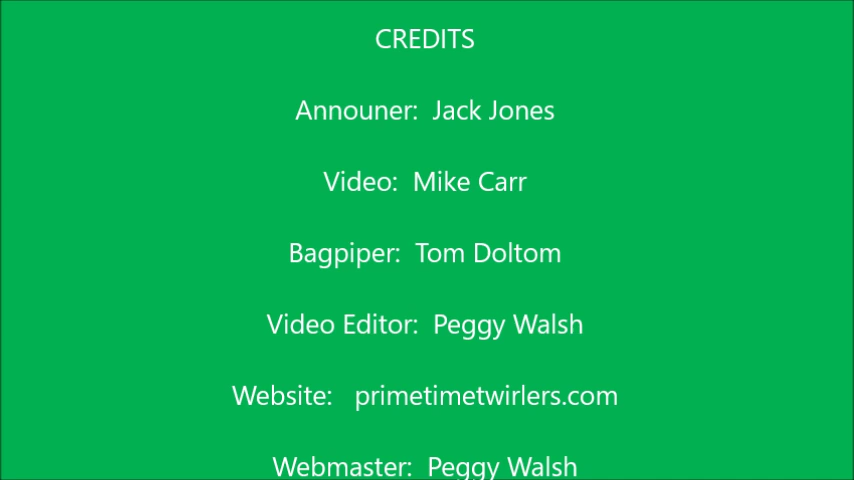 CREDITS
Announer:  Jack Jones
Video:  Mike Carr
Bagpiper:  Tom Doltom
Video Editor:  Peggy Walsh
Website:   primetimetwirlers.com
Webmaster:  Peggy Walsh